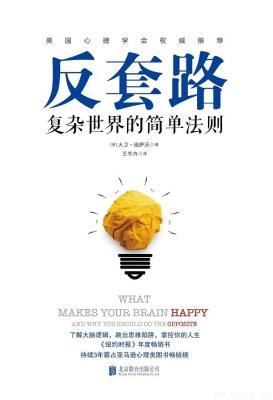 美国心理学会权威推荐
反套路
复杂世界的简单法则
[美]大卫·迪萨沃 著
王岑卉 译
WHAT
MAKES YOUR BRAIN HAPPY
AND WHY YOU SHOULD DO THE OPPOSITE
了解大脑逻辑，跳出思维陷阱，掌控你的人生
《纽约时报》年度畅销书
持续3年霸占亚马逊心理类图书畅销榜
北京联合出版公司